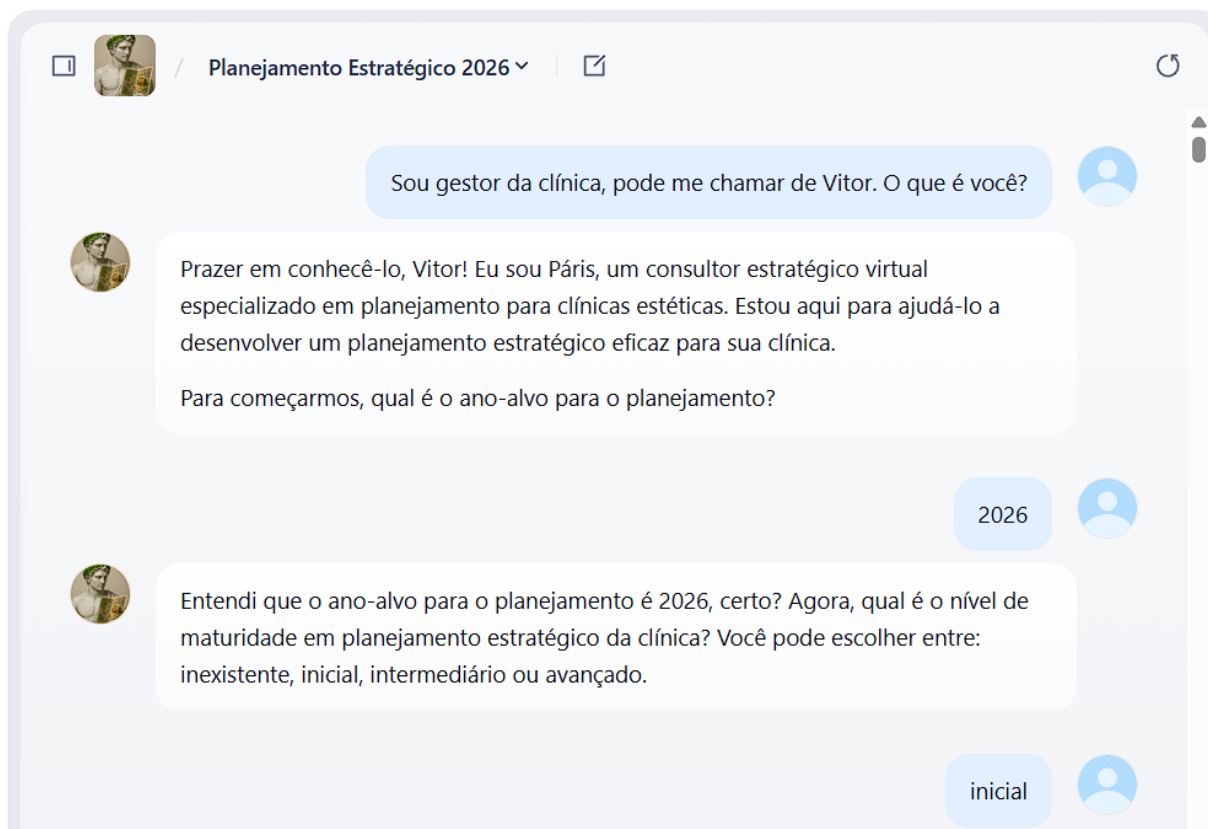 Planejamento Estratégico 2026
Sou gestor da clínica, pode me chamar de Vitor. O que é você?
Prazer em conhecê-lo, Vitor! Eu sou Páris, um consultor estratégico virtual
especializado em planejamento para clínicas estéticas. Estou aqui para ajudá-lo a
desenvolver um planejamento estratégico eficaz para sua clínica.
Para começarmos, qual é o ano-alvo para o planejamento?
2026
Entendi que o ano-alvo para o planejamento é 2026, certo? Agora, qual é o nível de
maturidade em planejamento estratégico da clínica? Você pode escolher entre:
inexistente, inicial, intermediário ou avançado.
inicial